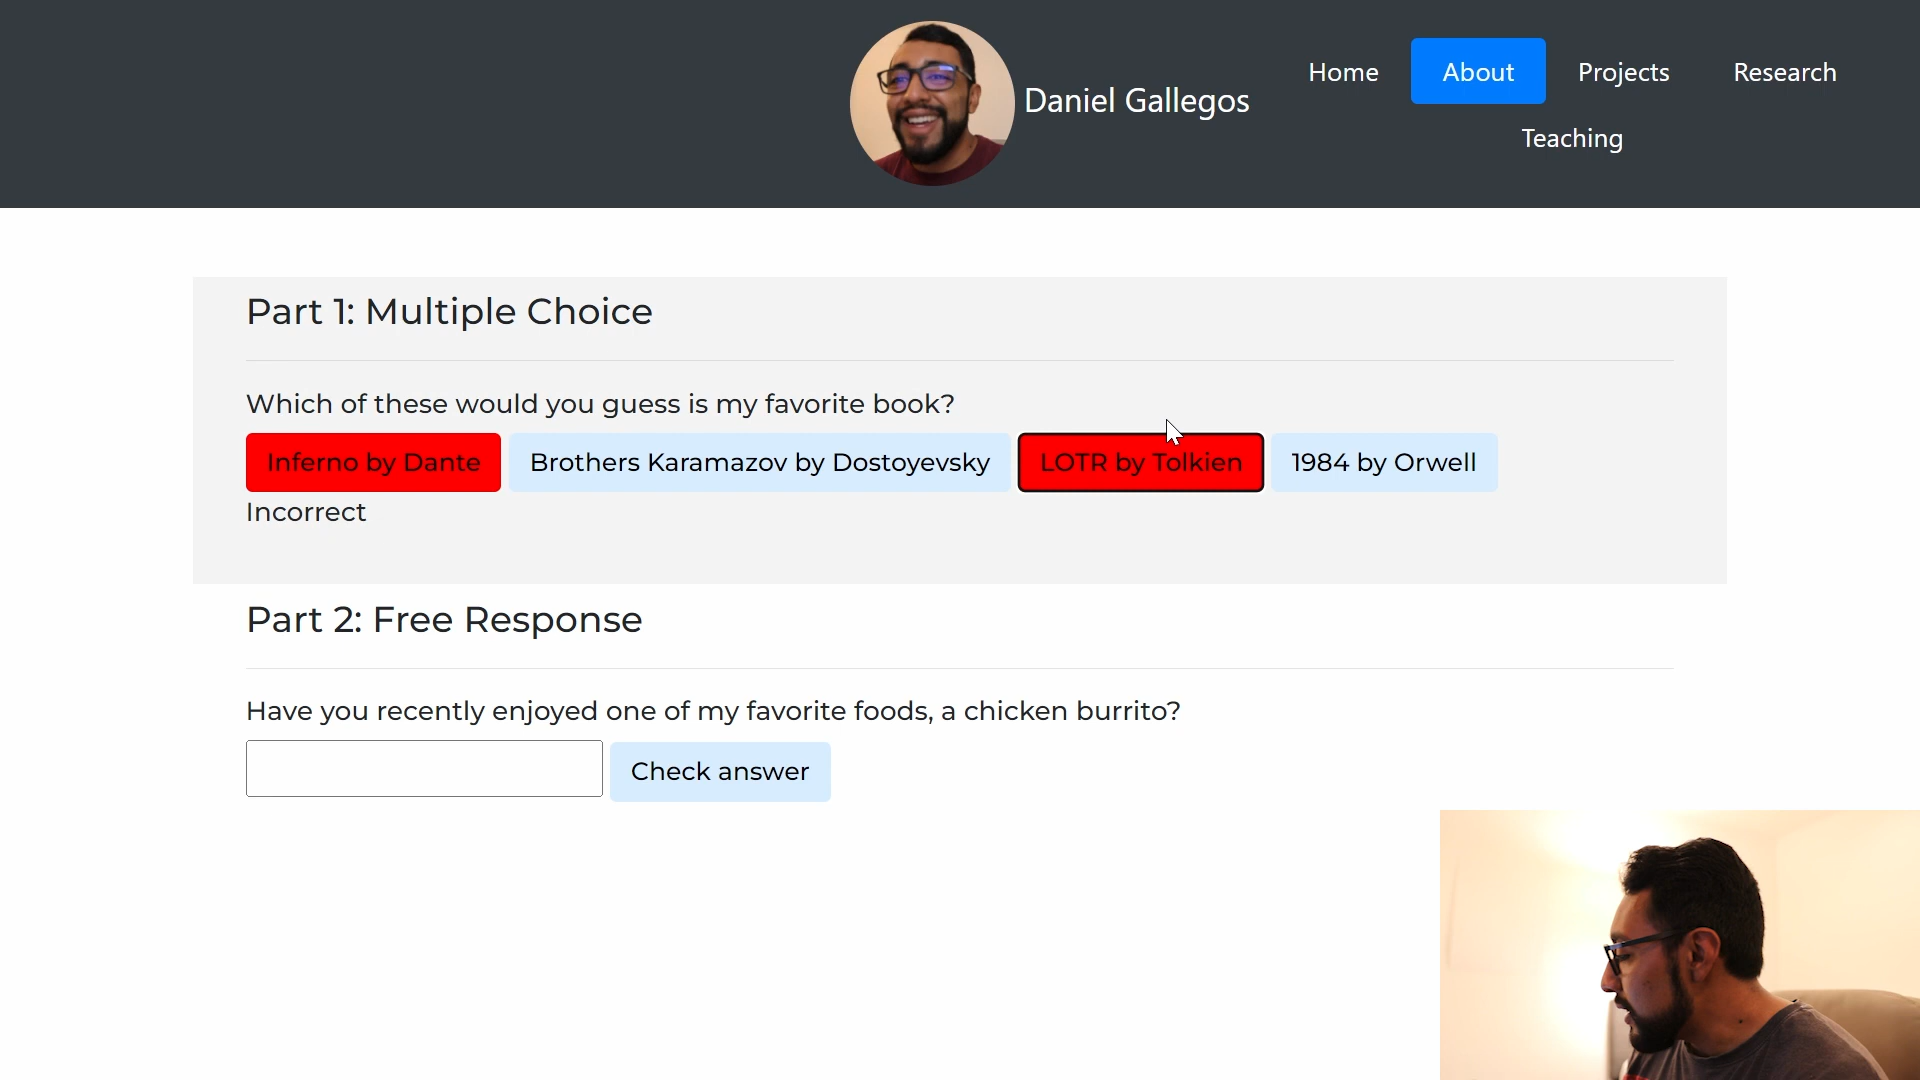 Daniel Gallegos
Home
About
Projects
Research
Teaching
Part 1: Multiple Choice
Which of these would you guess is my favorite book?
Inferno by Dante
Brothers Karamazov by Dostoyevsky
LOTR by Tolkien
1984 by Orwell
Incorrect
Part 2: Free Response
Have you recently enjoyed one of my favorite foods, a chicken burrito?
Check answer